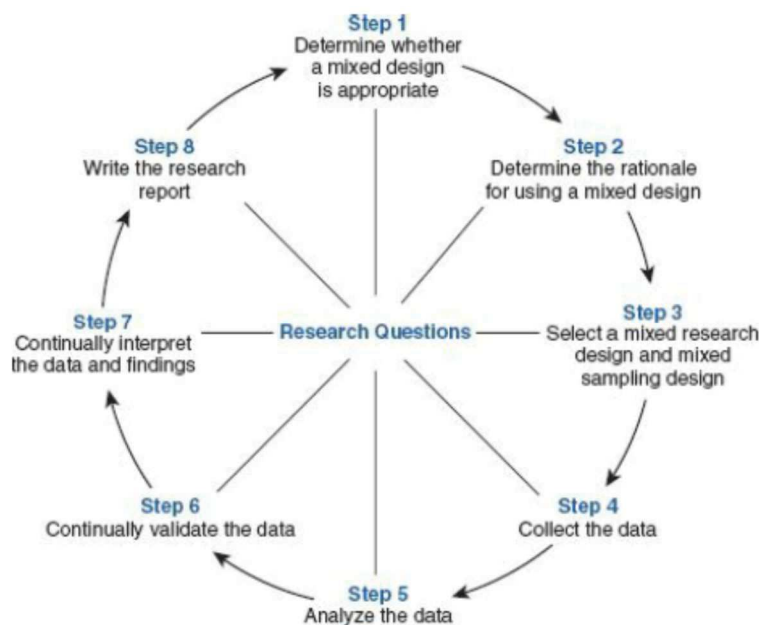 Step 1
Determine whether
a mixed design
is appropriate
Step 2
Determine the rationale
for using a mixed design
Step 3
Select a mixed research
design and mixed
sampling design
Step 4
Collect the data
Step 5
Analyze the data
Step 6
Continually validate the data
Step 7
Continually interpret
the data and findings
Step 8
Write the research
report
Research Questions